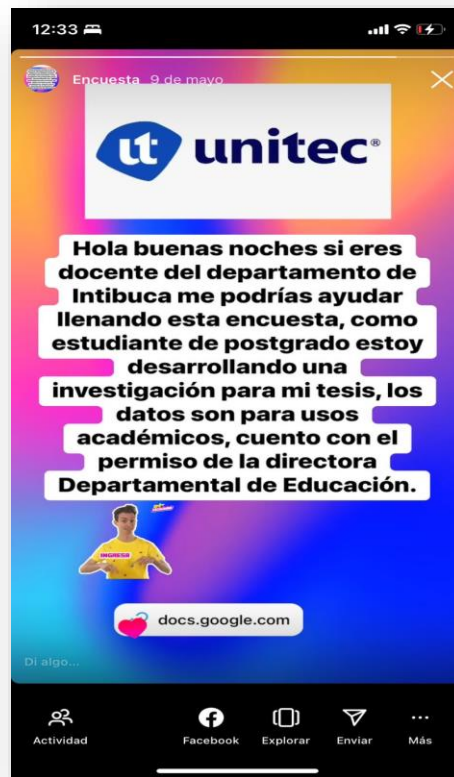 12:33
Encuesta 9 de mayo
ut unitec®
Hola buenas noches si eres
docente del departamento de
Intibuca me podrías ayudar
llenando esta encuesta, como
estudiante de postgrado estoy
desarrollando una
investigación para mi tesis, los
datos son para usos
académicos, cuento con el
permiso de la directora
Departamental de Educación.
INGRESA
docs.google.com
Di algo...
Actividad Facebook Explorar Enviar Más